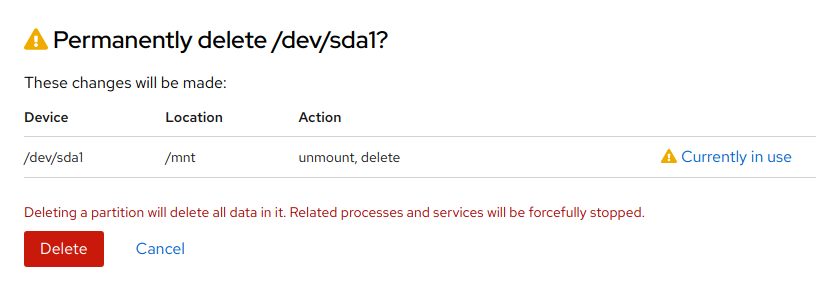 Permanently delete /dev/sda1?
These changes will be made:
Device Location Action
/dev/sda1 /mnt unmount, delete Currently in use
Deleting a partition will delete all data in it. Related processes and services will be forcefully stopped.
Delete Cancel